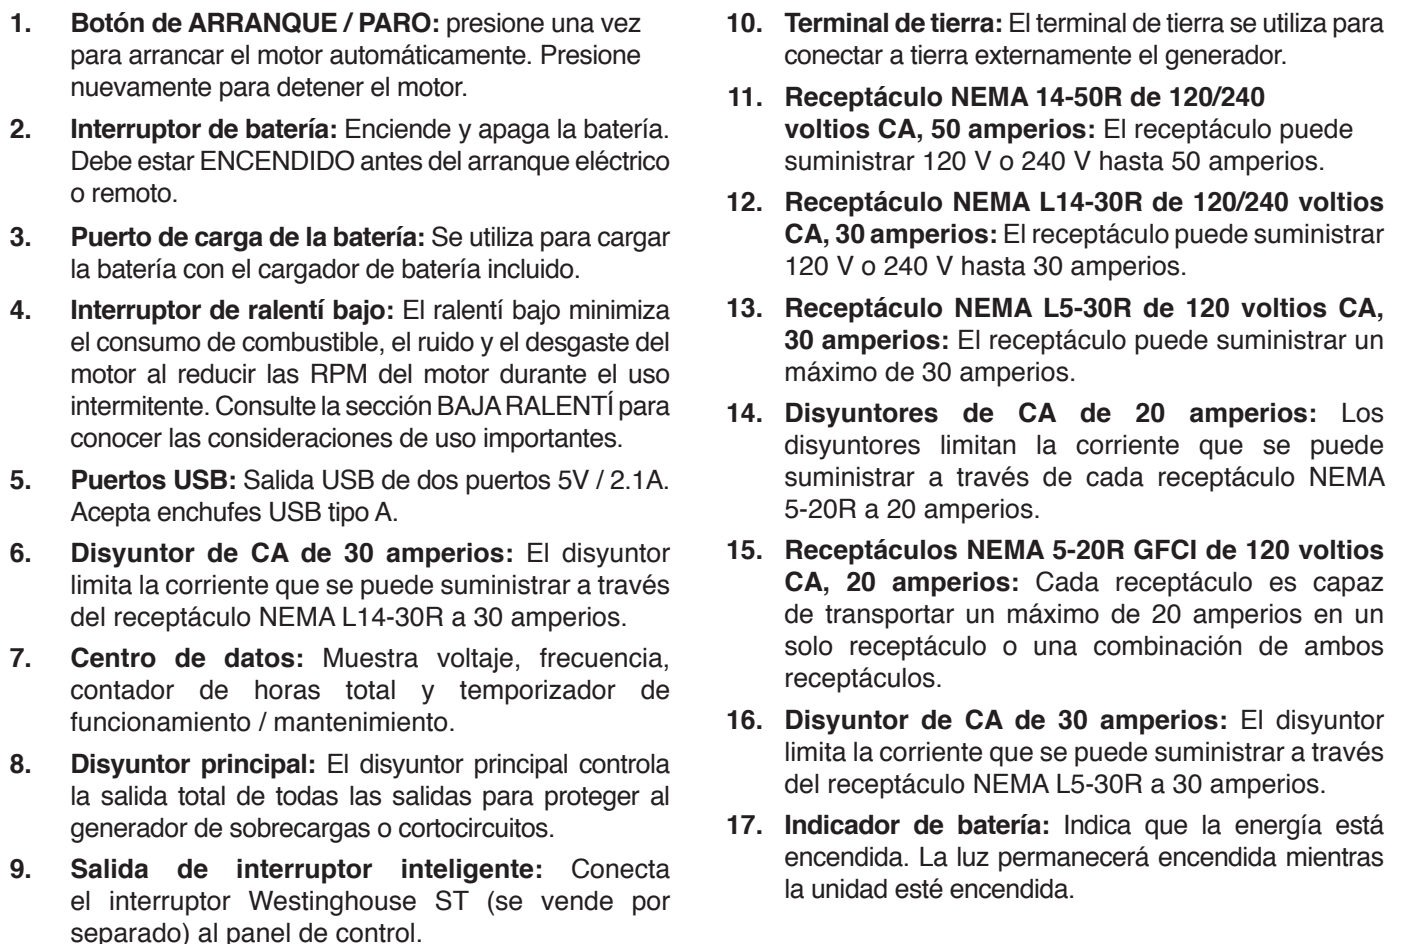 1. Botón de ARRANQUE / PARO: presione una vez
para arrancar el motor automáticamente. Presione
nuevamente para detener el motor.
2. Interruptor de batería: Enciende y apaga la batería.
Debe estar ENCENDIDO antes del arranque eléctrico
o remoto.
3. Puerto de carga de la batería: Se utiliza para cargar
la batería con el cargador de batería incluido.
4. Interruptor de ralentí bajo: El ralentí bajo minimiza
el consumo de combustible, el ruido y el desgaste del
motor al reducir las RPM del motor durante el uso
intermitente. Consulte la sección BAJA RALENTÍ para
conocer las consideraciones de uso importantes.
5. Puertos USB: Salida USB de dos puertos 5V / 2.1A.
Acepta enchufes USB tipo A.
6. Disyuntor de CA de 30 amperios: El disyuntor
limita la corriente que se puede suministrar a través
del receptáculo NEMA L14-30R a 30 amperios.
7. Centro de datos: Muestra voltaje, frecuencia,
contador de horas total y temporizador de
funcionamiento / mantenimiento.
8. Disyuntor principal: El disyuntor principal controla
la salida total de todas las salidas para proteger al
generador de sobrecargas o cortocircuitos.
9. Salida de interruptor inteligente: Conecta
el interruptor Westinghouse ST (se vende por
separado) al panel de control.
10. Terminal de tierra: El terminal de tierra se utiliza para
conectar a tierra externamente el generador.
11. Receptáculo NEMA 14-50R de 120/240
voltios CA, 50 amperios: El receptáculo puede
suministrar 120 V o 240 V hasta 50 amperios.
12. Receptáculo NEMA L14-30R de 120/240 voltios
CA, 30 amperios: El receptáculo puede suministrar
120 V o 240 V hasta 30 amperios.
13. Receptáculo NEMA L5-30R de 120 voltios CA,
30 amperios: El receptáculo puede suministrar un
máximo de 30 amperios.
14. Disyuntores de CA de 20 amperios: Los
disyuntores limitan la corriente que se puede
suministrar a través de cada receptáculo NEMA
5-20R a 20 amperios.
15. Receptáculos NEMA 5-20R GFCI de 120 voltios
CA, 20 amperios: Cada receptáculo es capaz
de transportar un máximo de 20 amperios en un
solo receptáculo o una combinación de ambos
receptáculos.
16. Disyuntor de CA de 30 amperios: El disyuntor
limita la corriente que se puede suministrar a través
del receptáculo NEMA L5-30R a 30 amperios.
17. Indicador de batería: Indica que la energía está
encendida. La luz permanecerá encendida mientras
la unidad esté encendida.